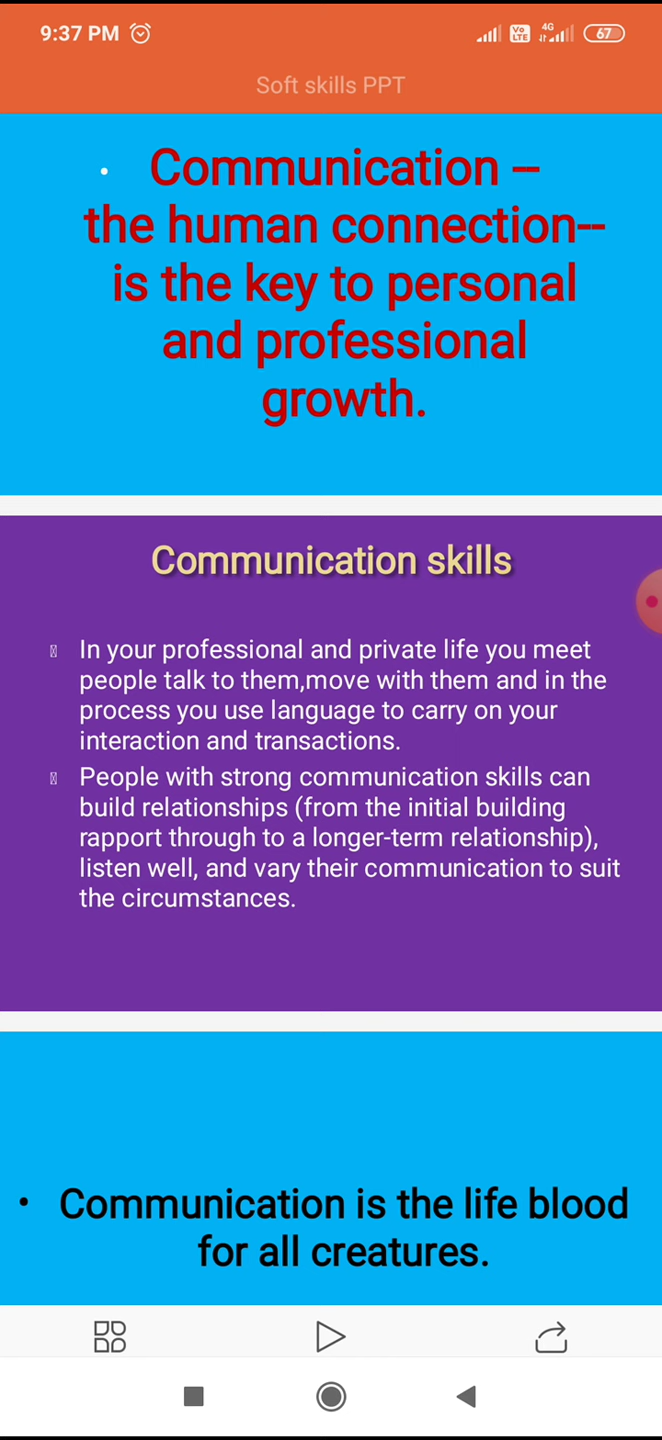 9:37 PM
Vo LTE
4G
67
Soft skills PPT
• Communication –
the human connection--
is the key to personal
and professional
growth.
Communication skills
In your professional and private life you meet
people talk to them,move with them and in the
process you use language to carry on your
interaction and transactions.
People with strong communication skills can
build relationships (from the initial building
rapport through to a longer-term relationship),
listen well, and vary their communication to suit
the circumstances.
• Communication is the life blood
for all creatures.